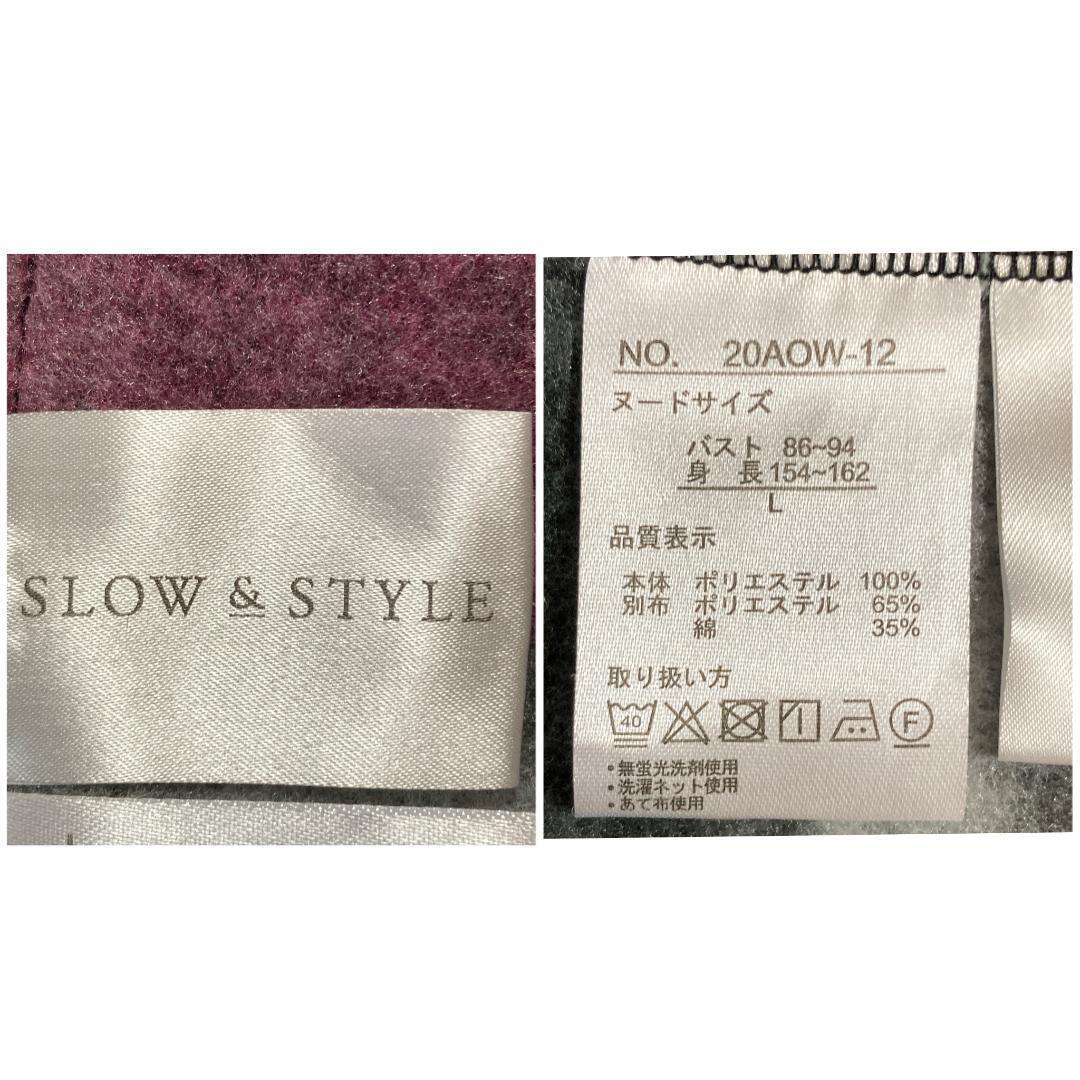 SLOW & STYLE
NO. 20AOW-12
ヌードサイズ
バスト 86~94
身 長 154~162
L
品質表示
本体 ポリエステル 100%
別布 ポリエステル 65%
綿 35%
取り扱い方
40 F
・無蛍光洗剤使用
・洗濯ネット使用
・あて布使用